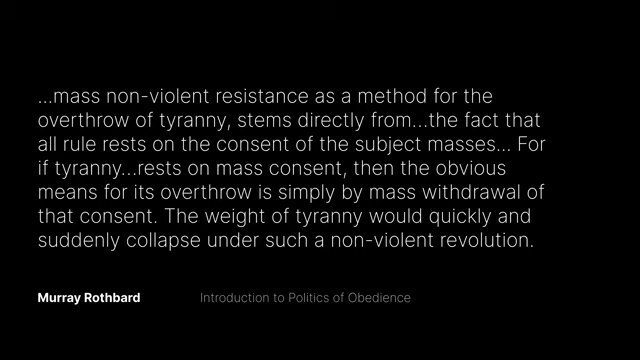 ...mass non-violent resistance as a method for the
overthrow of tyranny, stems directly from...the fact that
all rule rests on the consent of the subject masses... For
if tyranny...rests on mass consent, then the obvious
means for its overthrow is simply by mass withdrawal of
that consent. The weight of tyranny would quickly and
suddenly collapse under such a non-violent revolution.
Murray Rothbard Introduction to Politics of Obedience